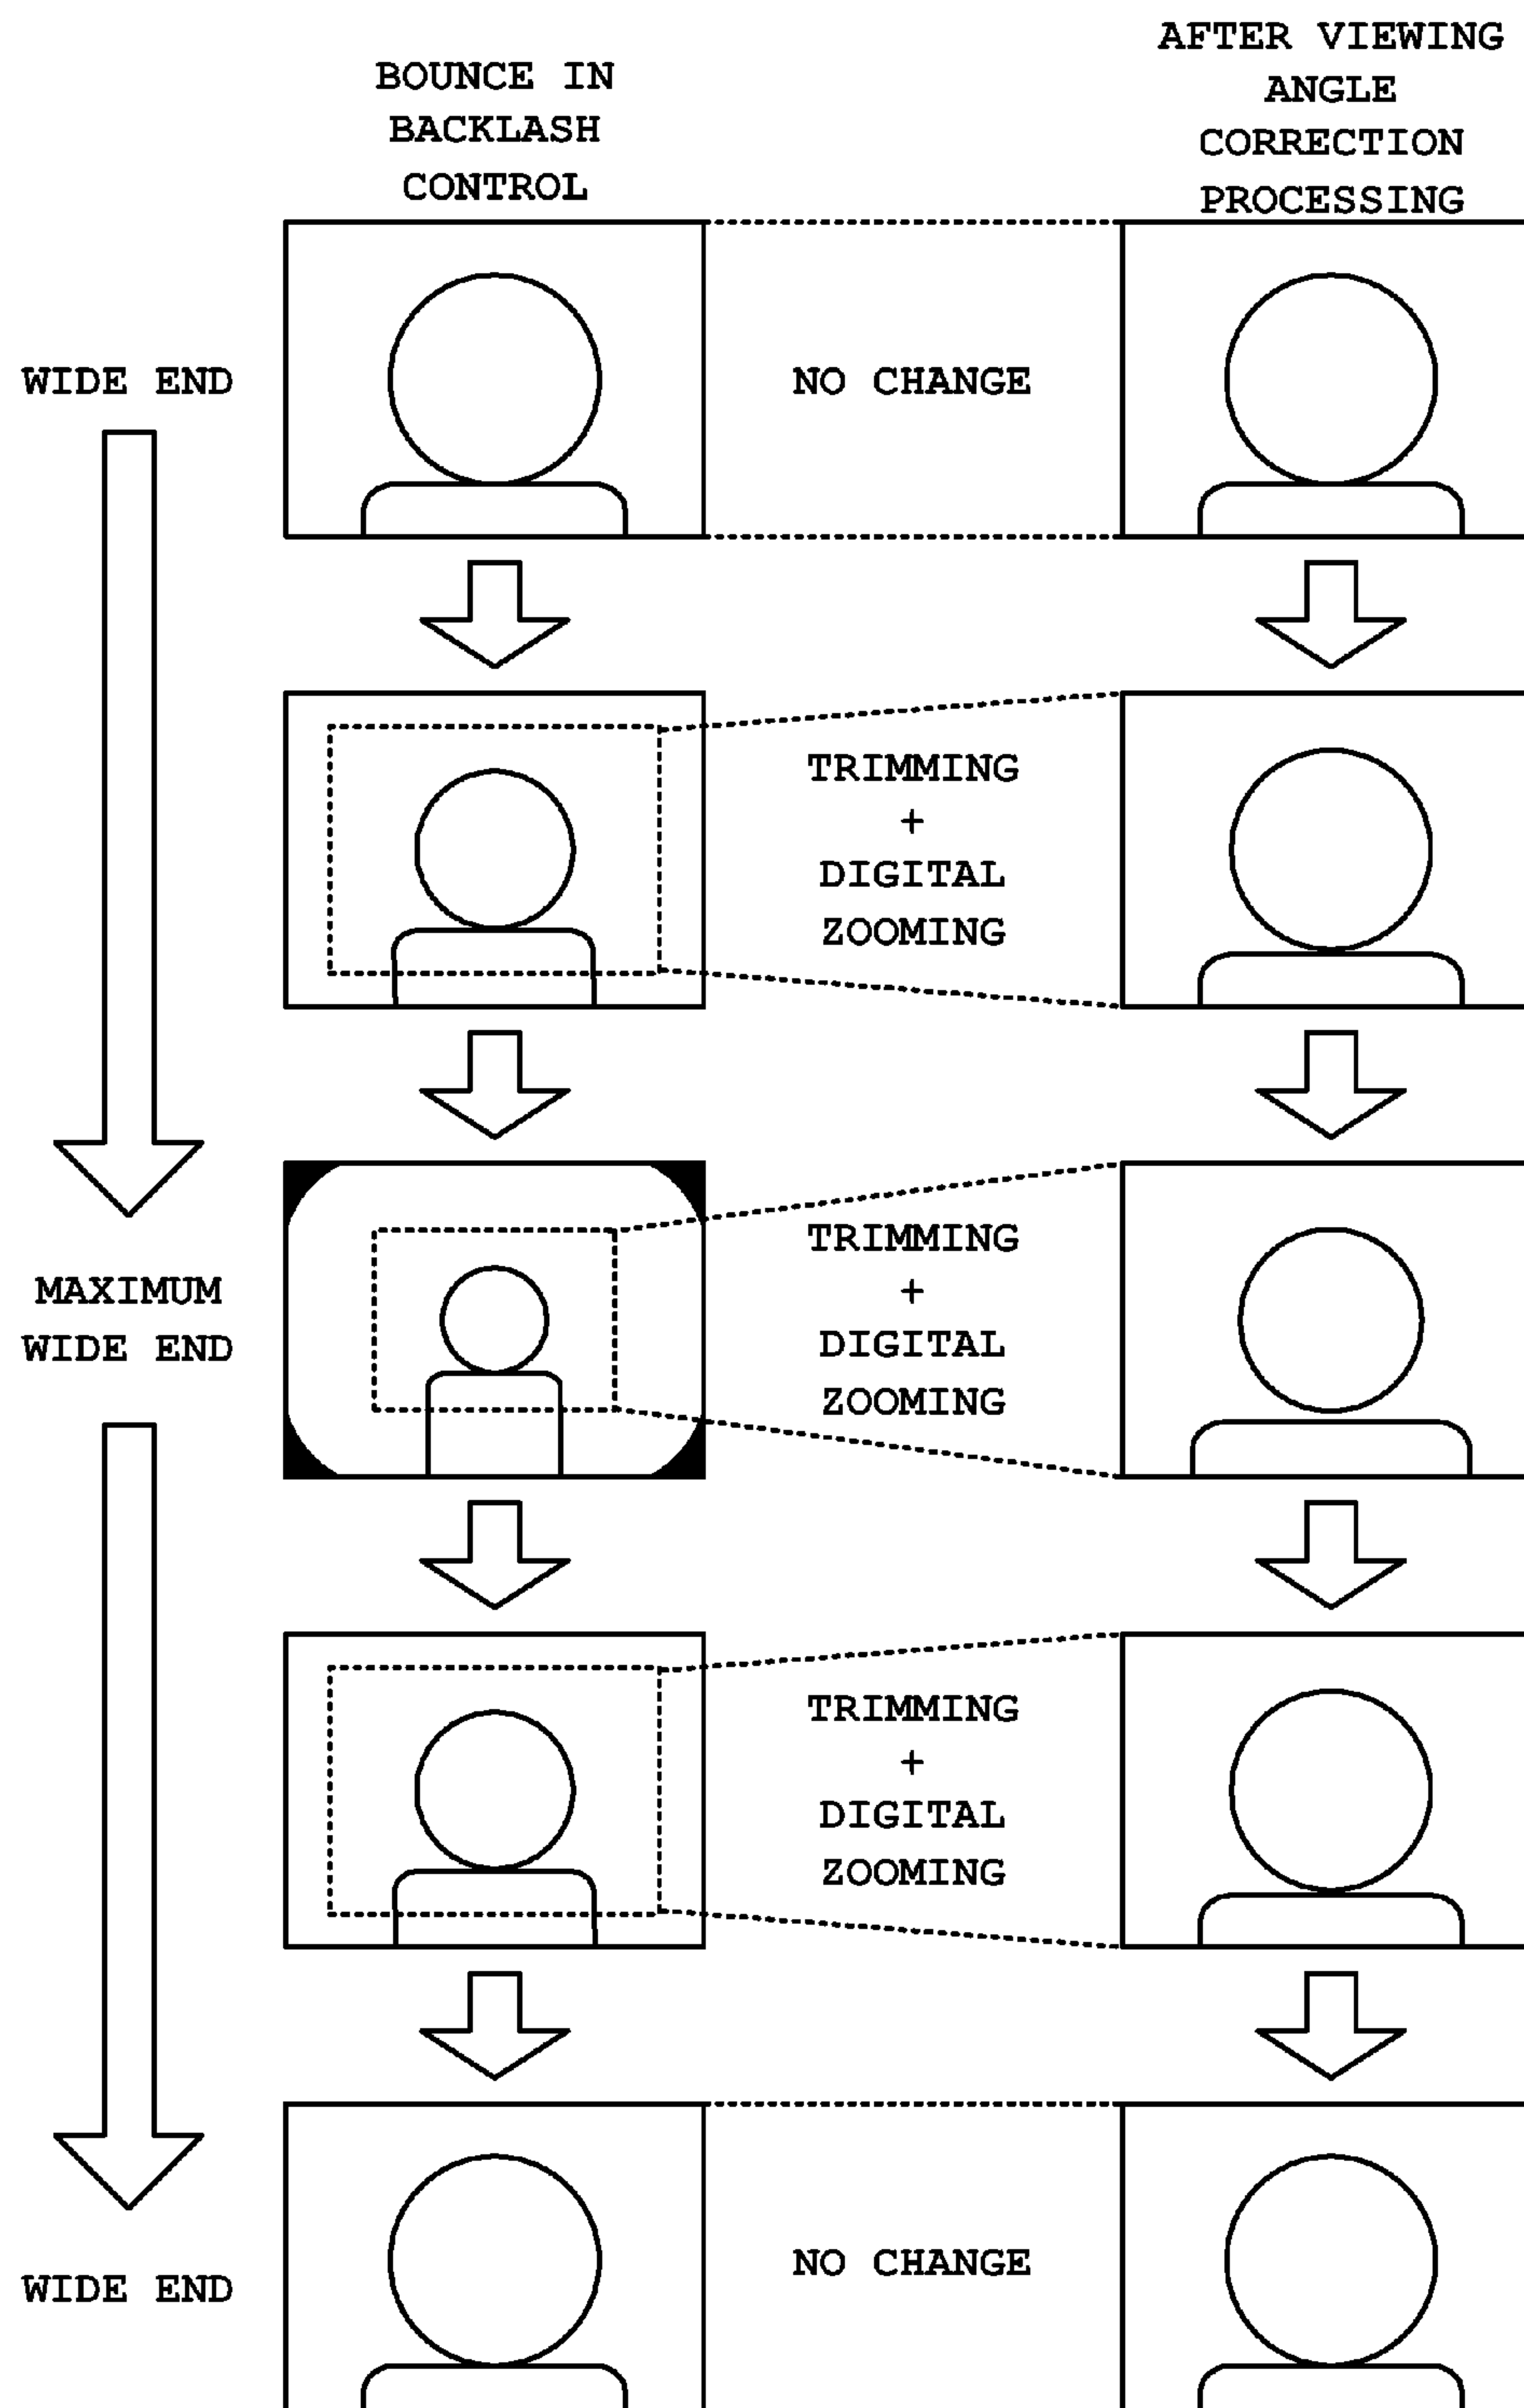 BOUNCE IN
BACKLASH
CONTROL
AFTER VIEWING
ANGLE
CORRECTION
PROCESSING
WIDE END
NO CHANGE
TRIMMING
+
DIGITAL
ZOOMING
MAXIMUM
WIDE END
TRIMMING
+
DIGITAL
ZOOMING
TRIMMING
+
DIGITAL
ZOOMING
WIDE END
NO CHANGE